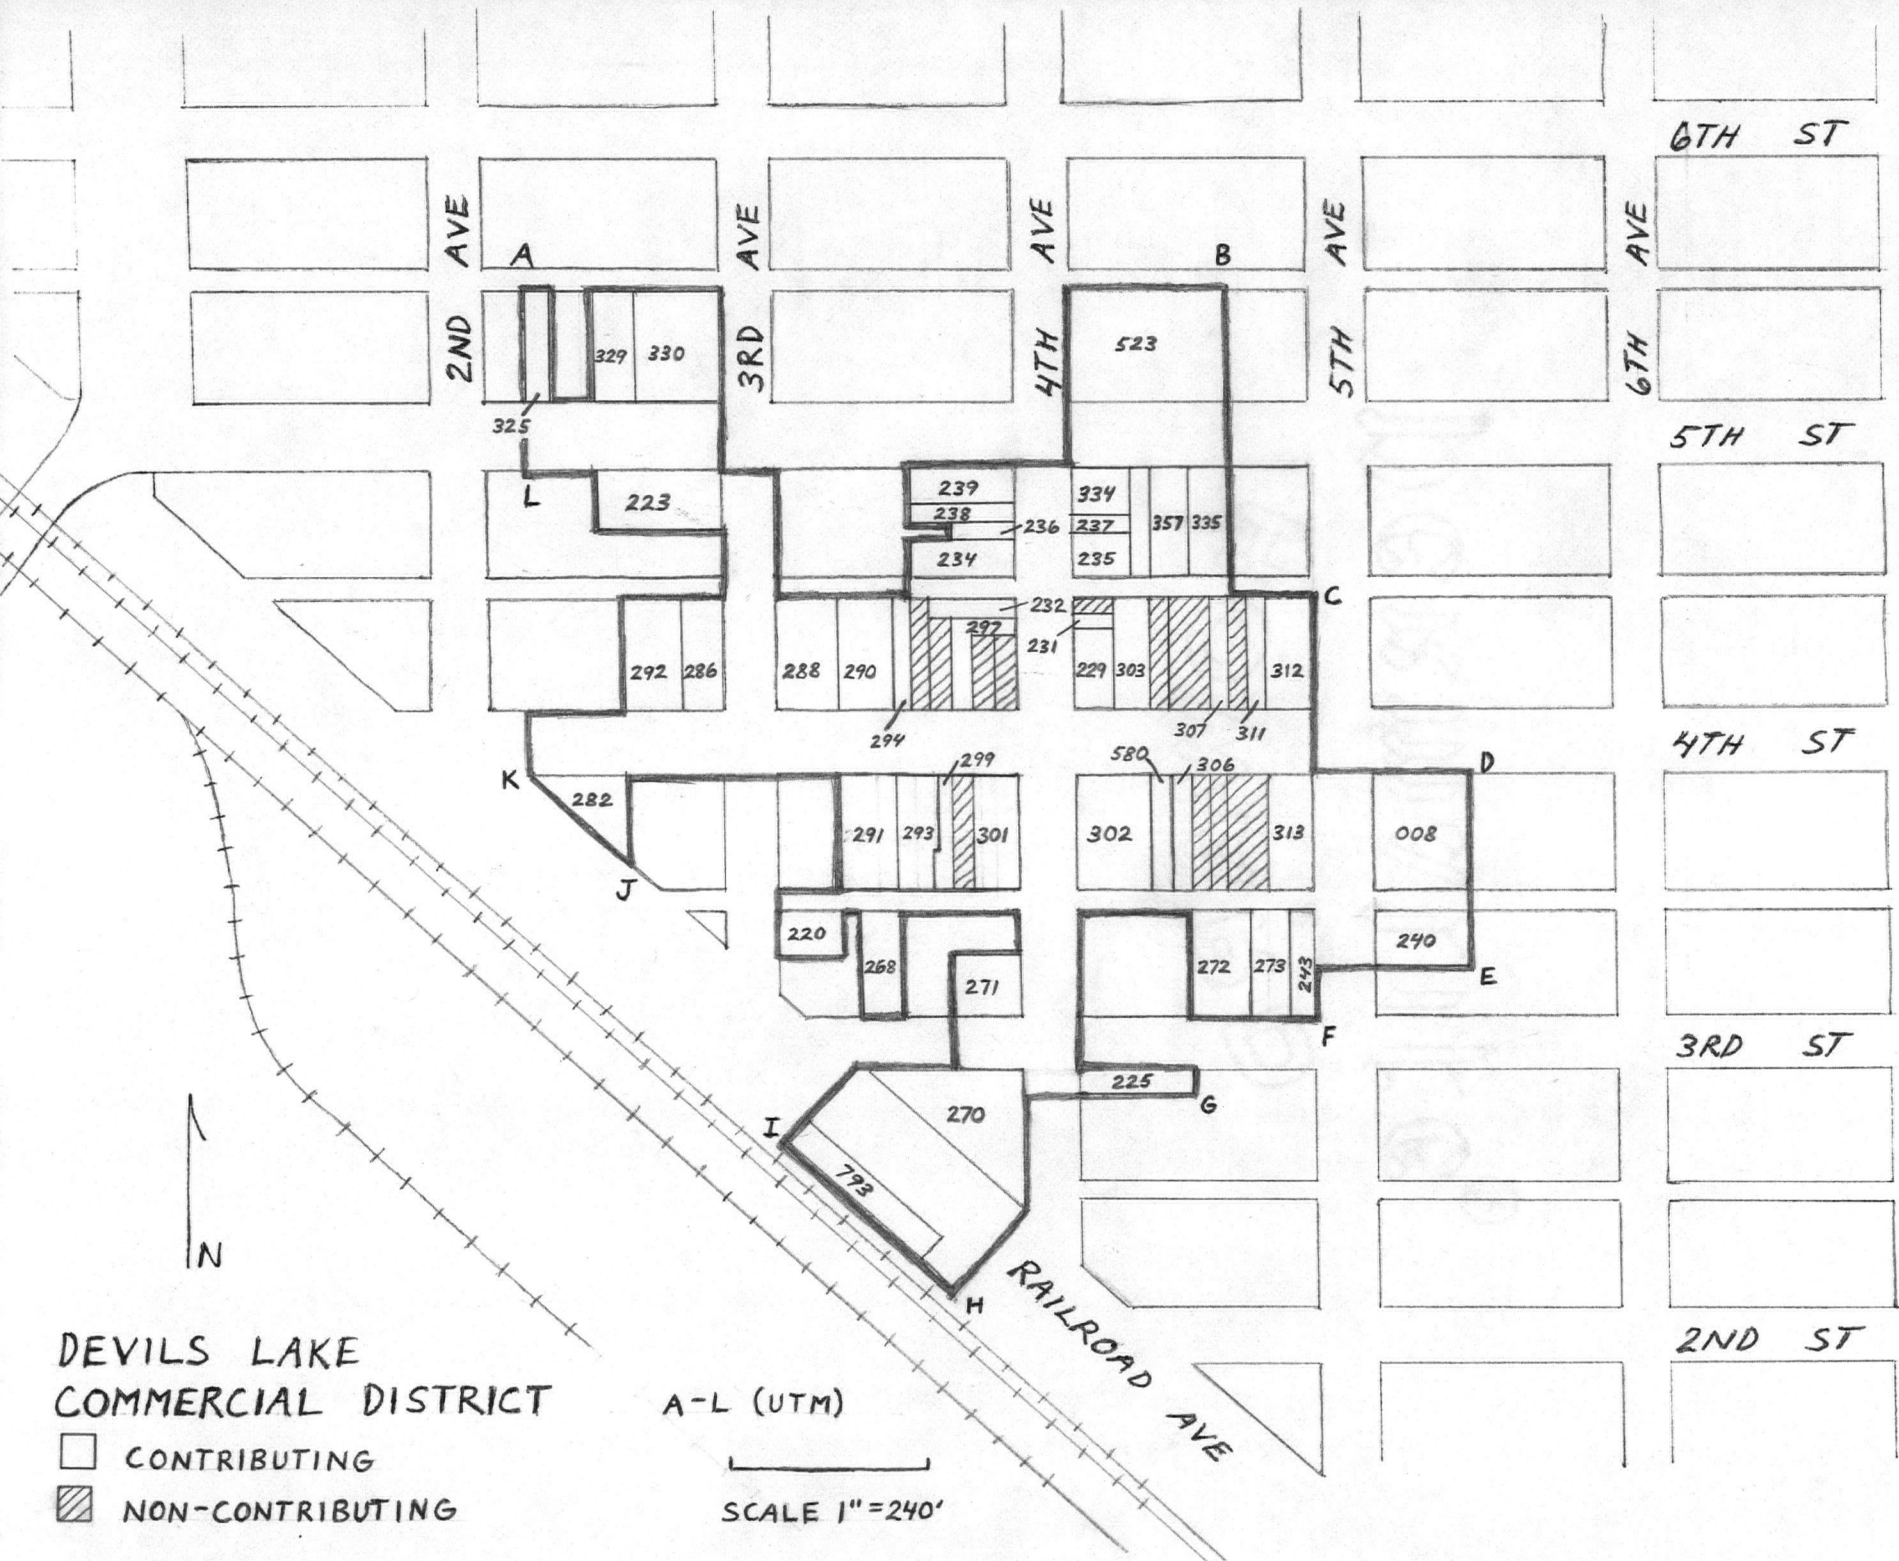 6TH ST
2ND AVE
3RD AVE
4TH AVE
5TH AVE
6TH AVE
A
B
329
330
523
325
5TH ST
L
223
239
238
236
234
334
237
235
357
335
C
232
297
231
292
286
288
290
229
303
312
294
307
311
4TH ST
299
580
306
D
K
282
291
293
301
302
313
008
J
220
268
271
272
273
243
240
E
F
3RD ST
225
G
270
I
793
N
H
RAILROAD AVE
2ND ST
DEVILS LAKE
COMMERCIAL DISTRICT
CONTRIBUTING
NON-CONTRIBUTING
A-L (UTM)
SCALE 1"=240'